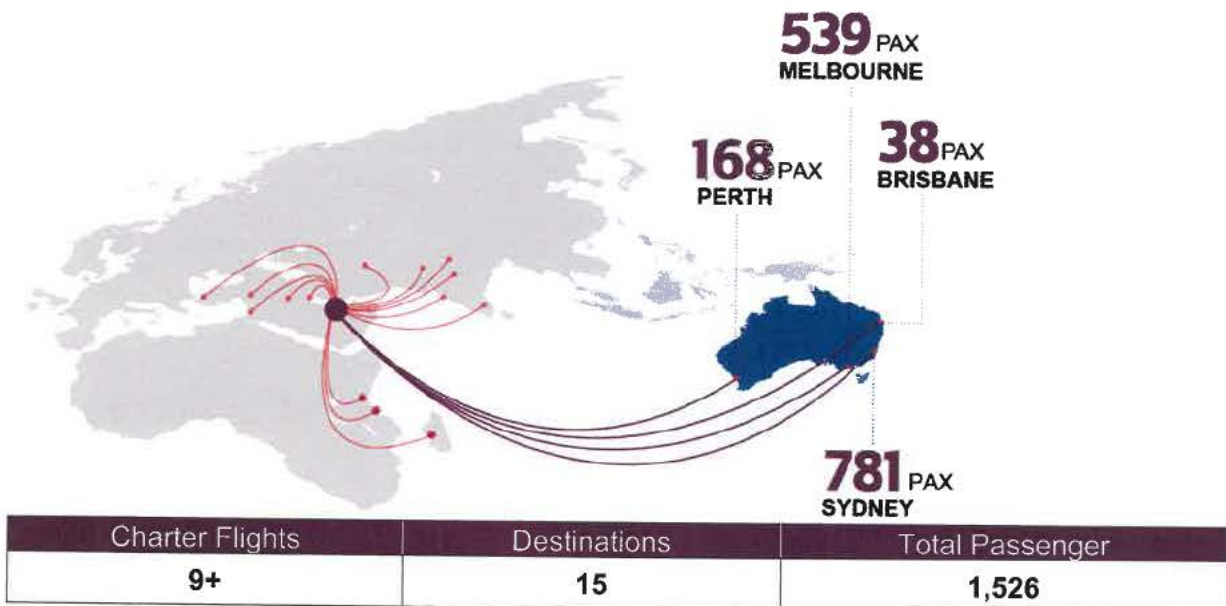 539 PAX
MELBOURNE
168 PAX
PERTH
38 PAX
BRISBANE
781 PAX
SYDNEY
Charter Flights Destinations Total Passenger
9+ 15 1,526